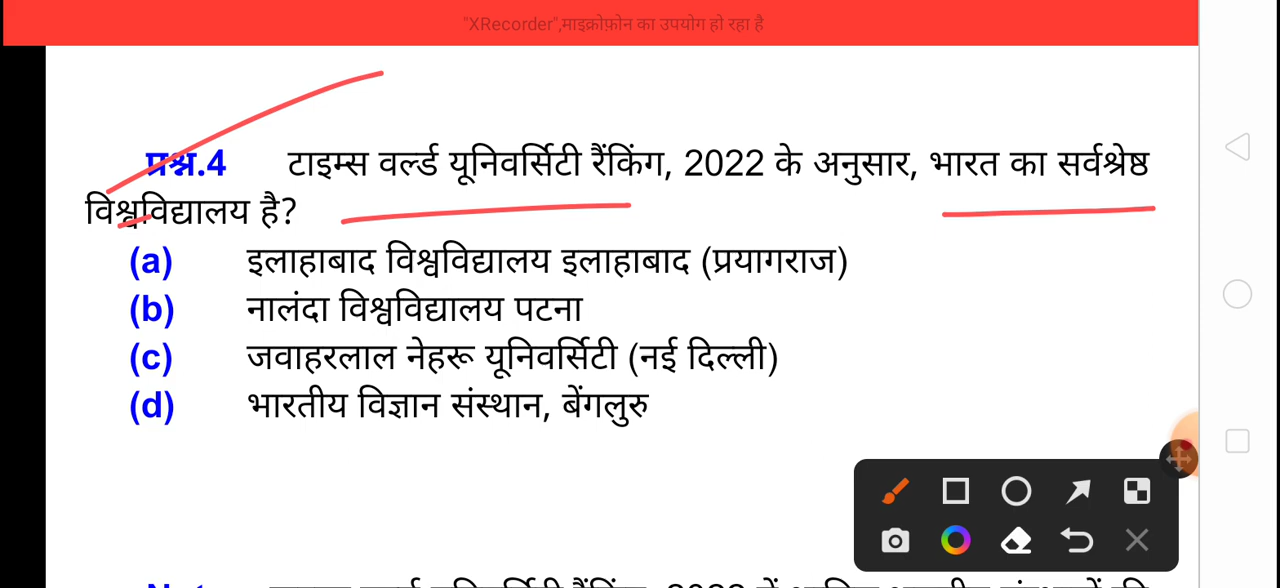 "XRecorder",माइक्रोफ़ोन का उपयोग हो रहा है
प्रश्न.4 टाइम्स वर्ल्ड यूनिवर्सिटी रैंकिंग, 2022 के अनुसार, भारत का सर्वश्रेष्ठ
विश्वविद्यालय है?
(a) इलाहाबाद विश्वविद्यालय इलाहाबाद (प्रयागराज)
(b) नालंदा विश्वविद्यालय पटना
(c) जवाहरलाल नेहरू यूनिवर्सिटी (नई दिल्ली)
(d) भारतीय विज्ञान संस्थान, बेंगलुरु